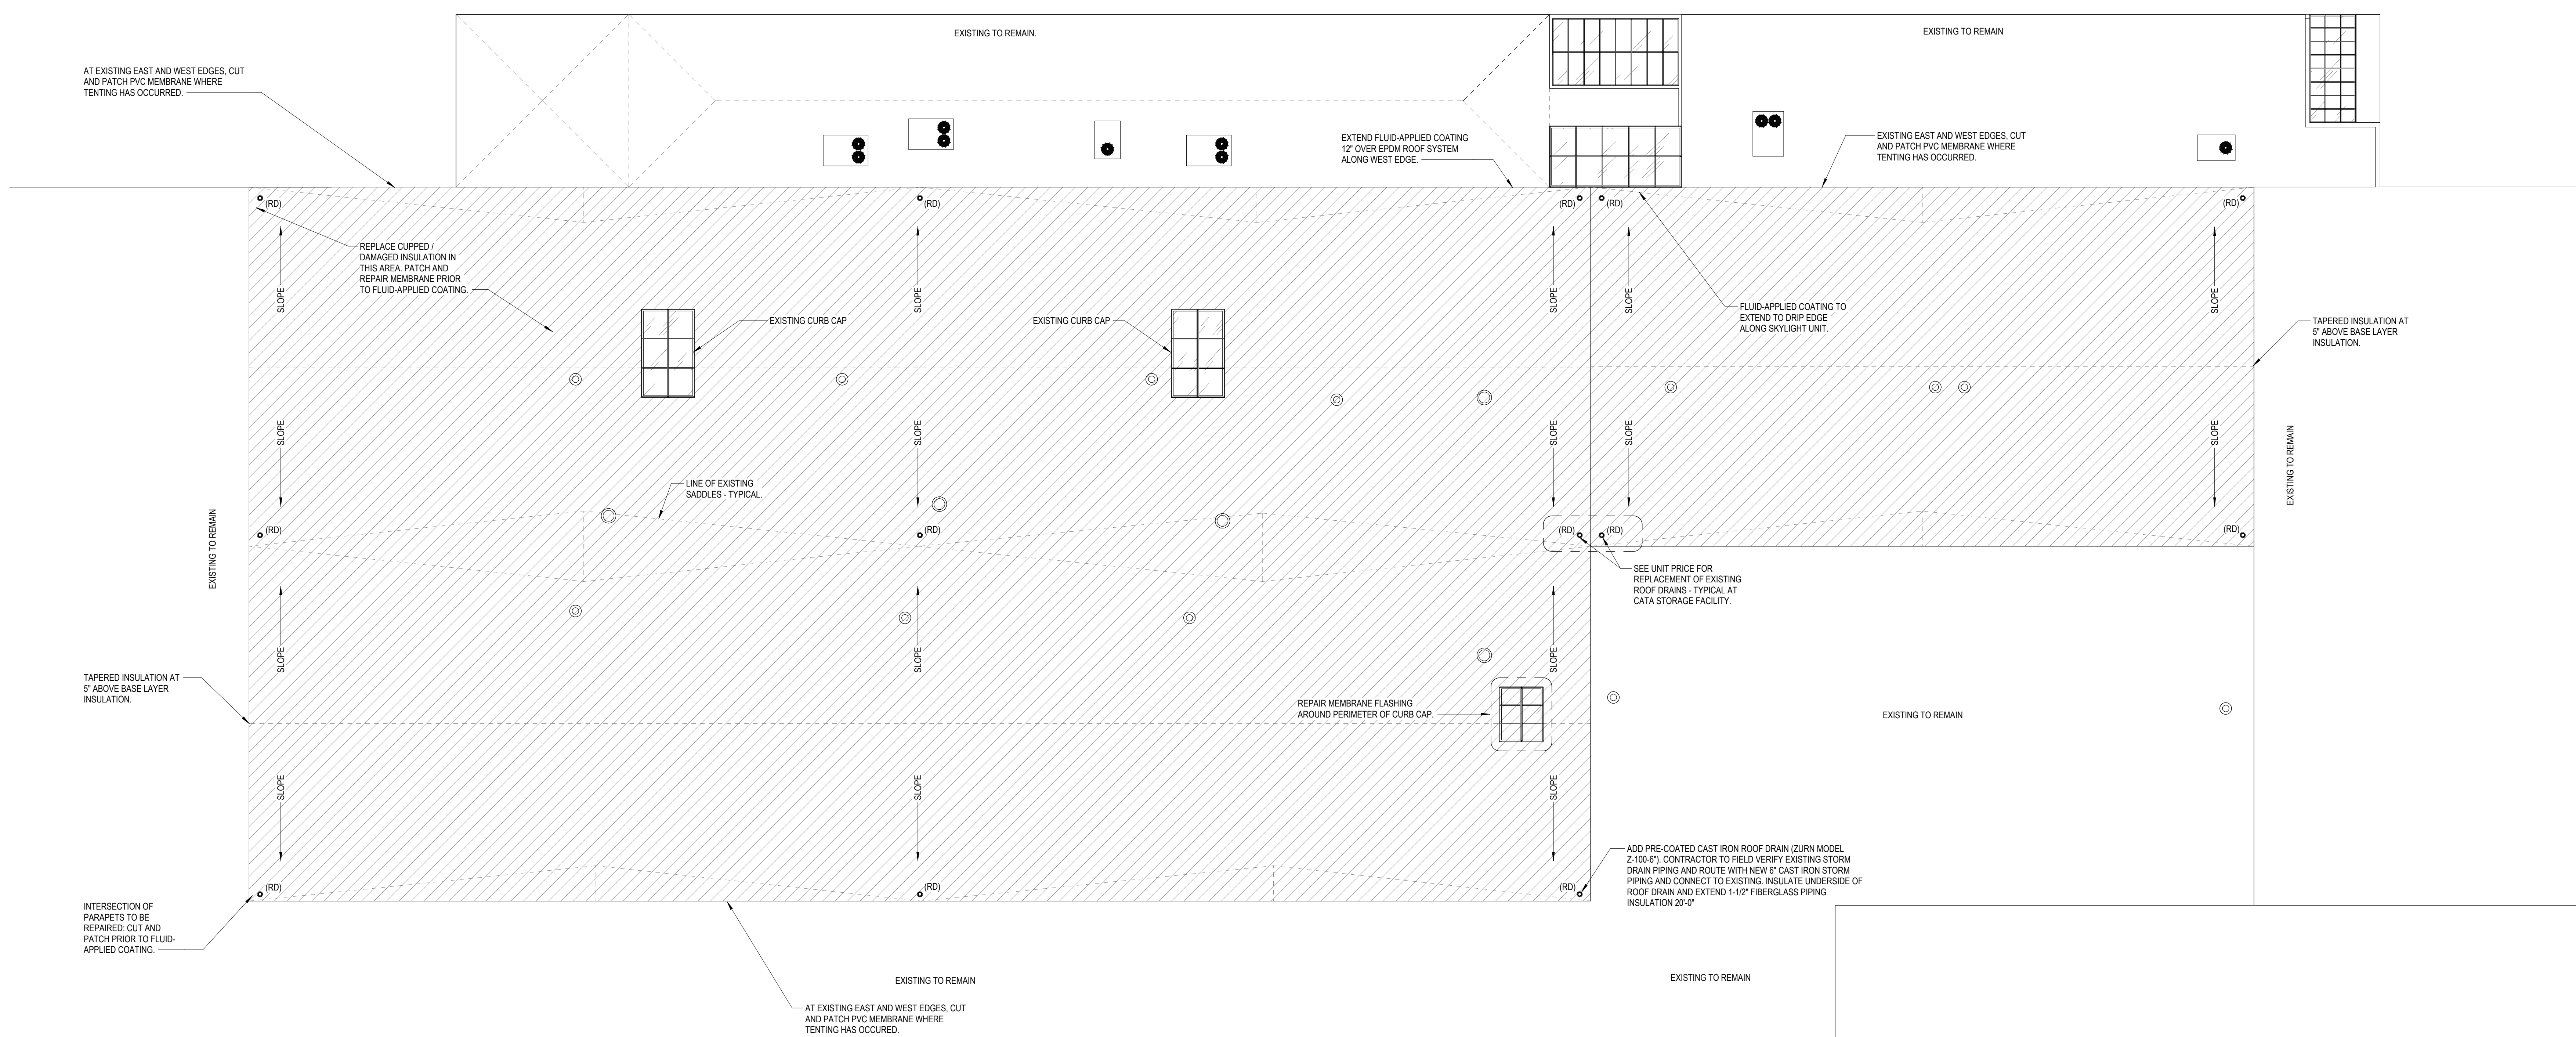 EXISTING TO REMAIN.
EXISTING TO REMAIN
AT EXISTING EAST AND WEST EDGES, CUT
AND PATCH PVC MEMBRANE WHERE
TENTING HAS OCCURRED.
EXTEND FLUID-APPLIED COATING
12" OVER EPDM ROOF SYSTEM
ALONG WEST EDGE.
EXISTING EAST AND WEST EDGES, CUT
AND PATCH PVC MEMBRANE WHERE
TENTING HAS OCCURRED.
(RD)
(RD)
(RD)
(RD)
(RD)
REPLACE CUPPED /
DAMAGED INSULATION IN
THIS AREA. PATCH AND
REPAIR MEMBRANE PRIOR
TO FLUID-APPLIED COATING.
SLOPE
SLOPE
SLOPE
SLOPE
SLOPE
EXISTING CURB CAP
EXISTING CURB CAP
FLUID-APPLIED COATING TO
EXTEND TO DRIP EDGE
ALONG SKYLIGHT UNIT.
TAPERED INSULATION AT
5" ABOVE BASE LAYER
INSULATION.
SLOPE
SLOPE
SLOPE
SLOPE
SLOPE
EXISTING TO REMAIN
LINE OF EXISTING
SADDLES - TYPICAL.
EXISTING TO REMAIN
(RD)
(RD)
(RD)
(RD)
(RD)
SEE UNIT PRICE FOR
REPLACEMENT OF EXISTING
ROOF DRAINS - TYPICAL AT
CATA STORAGE FACILITY.
SLOPE
SLOPE
SLOPE
TAPERED INSULATION AT
5" ABOVE BASE LAYER
INSULATION.
REPAIR MEMBRANE FLASHING
AROUND PERIMETER OF CURB CAP.
EXISTING TO REMAIN
SLOPE
SLOPE
SLOPE
(RD)
(RD)
(RD)
ADD PRE-COATED CAST IRON ROOF DRAIN (ZURN MODEL
Z-100-6"). CONTRACTOR TO FIELD VERIFY EXISTING STORM
DRAIN PIPING AND ROUTE WITH NEW 6" CAST IRON STORM
PIPING AND CONNECT TO EXISTING. INSULATE UNDERSIDE OF
ROOF DRAIN AND EXTEND 1-1/2" FIBERGLASS PIPING
INSULATION 20'-0"
INTERSECTION OF
PARAPETS TO BE
REPAIRED: CUT AND
PATCH PRIOR TO FLUID-
APPLIED COATING.
EXISTING TO REMAIN
EXISTING TO REMAIN
AT EXISTING EAST AND WEST EDGES, CUT
AND PATCH PVC MEMBRANE WHERE
TENTING HAS OCCURED.